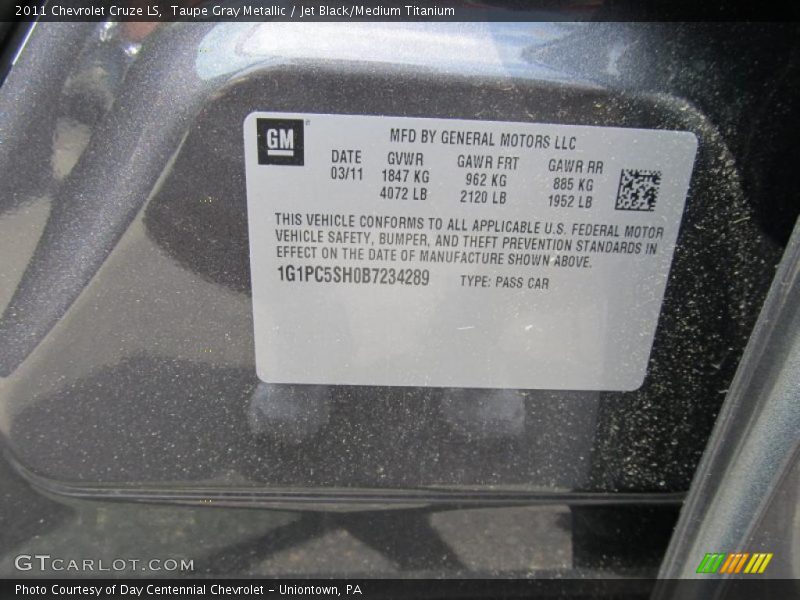 2011 Chevrolet Cruze LS, Taupe Gray Metallic / Jet Black/Medium Titanium
GM
MFD BY GENERAL MOTORS LLC
DATE GVWR GAWR FRT GAWR RR
03/11 1847 KG 962 KG 885 KG
4072 LB 2120 LB 1952 LB
THIS VEHICLE CONFORMS TO ALL APPLICABLE U.S. FEDERAL MOTOR
VEHICLE SAFETY, BUMPER, AND THEFT PREVENTION STANDARDS IN
EFFECT ON THE DATE OF MANUFACTURE SHOWN ABOVE.
1G1PC5SH0B7234289 TYPE: PASS CAR
GTCARLOT.COM
Photo Courtesy of Day Centennial Chevrolet - Uniontown, PA